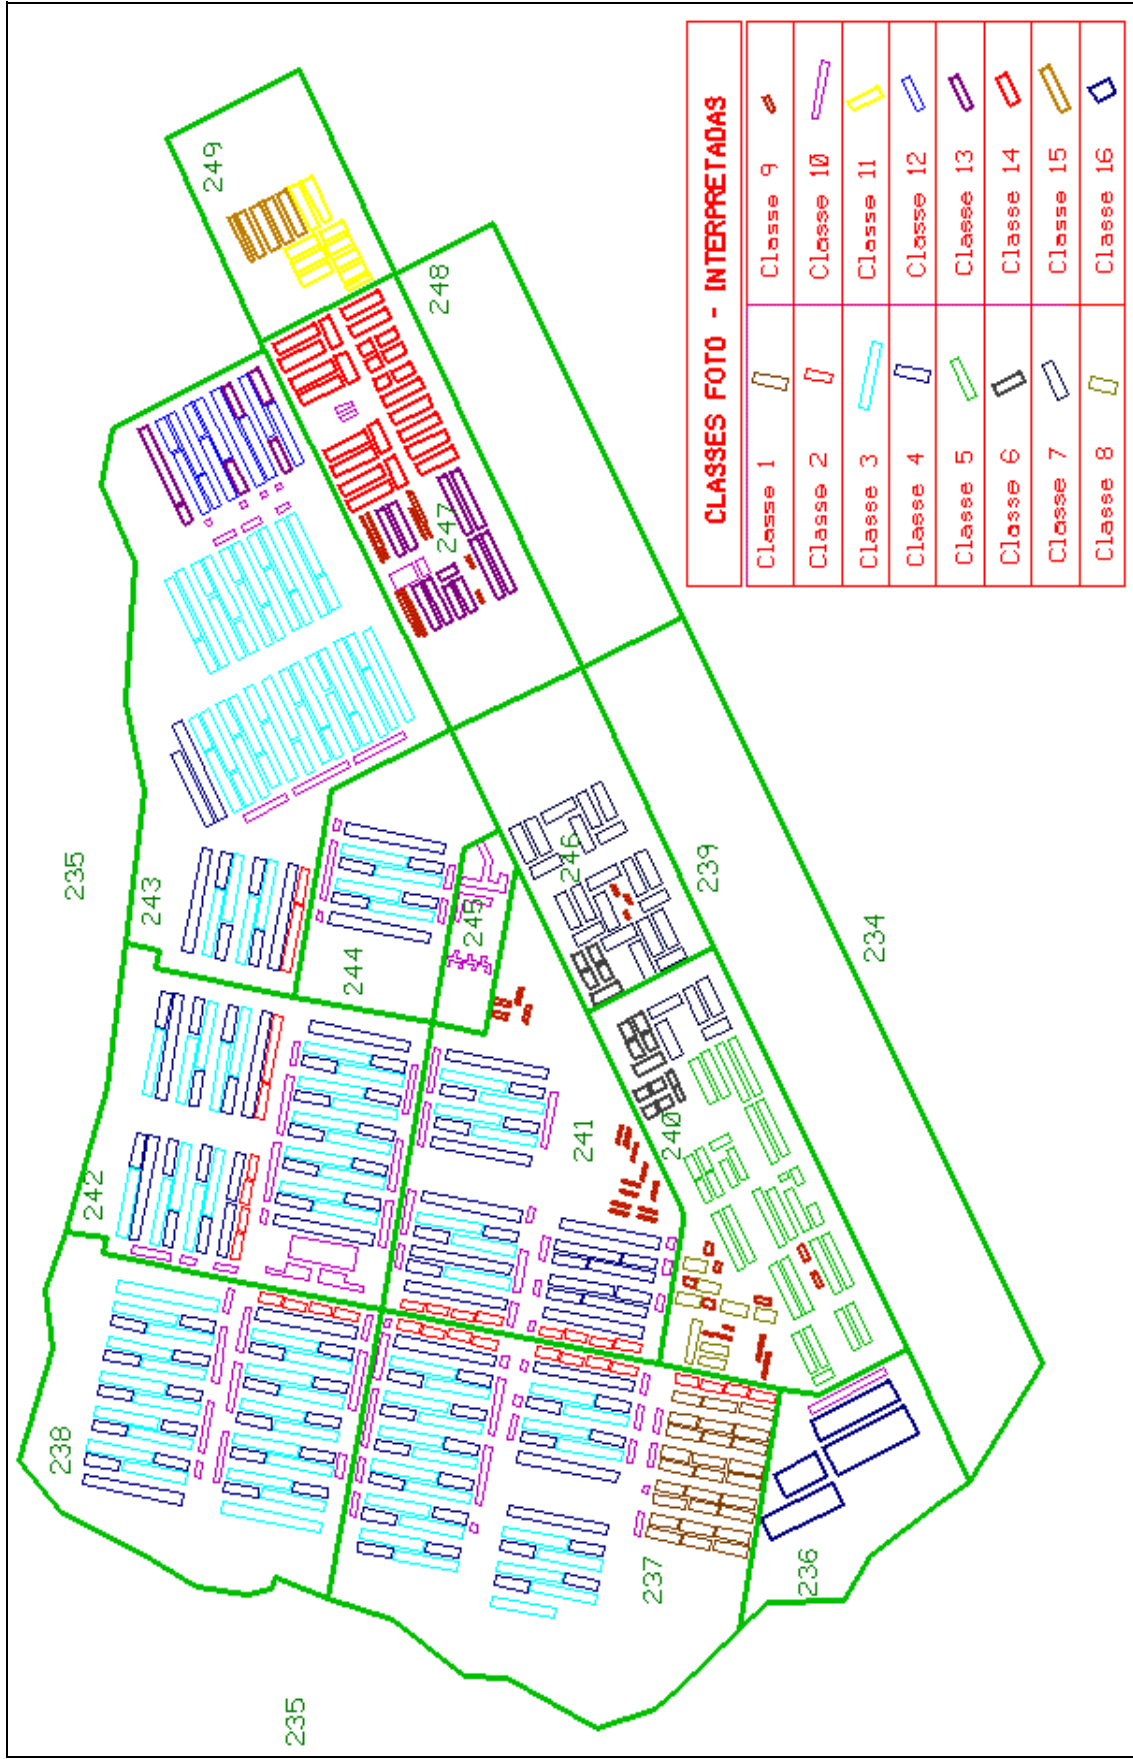 CLASSES FOTO - INTERPRETADAS
Classe 1
Classe 9
Classe 2
Classe 10
Classe 3
Classe 11
Classe 4
Classe 12
Classe 5
Classe 13
Classe 6
Classe 14
Classe 7
Classe 15
Classe 8
Classe 16
249
248
247
235
243
246
239
244
245
234
242
241
240
238
237
236
235